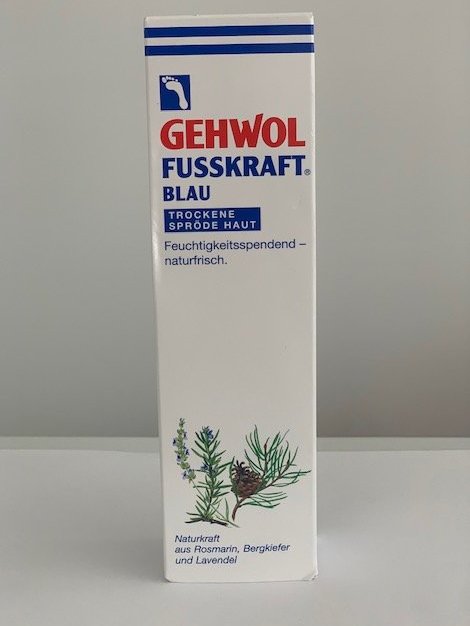 GEHWOL
FUSSKRAFT®
BLAU
TROCKENE
SPRÖDE HAUT
Feuchtigkeitsspendend –
naturfrisch.
Naturkraft
aus Rosmarin, Bergkiefer
und Lavendel